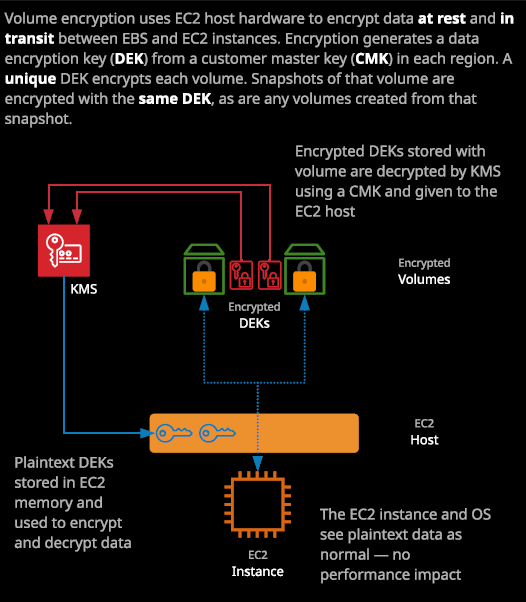 Volume encryption uses EC2 host hardware to encrypt data at rest and in
transit between EBS and EC2 instances. Encryption generates a data
encryption key (DEK) from a customer master key (CMK) in each region. A
unique DEK encrypts each volume. Snapshots of that volume are
encrypted with the same DEK, as are any volumes created from that
snapshot.
Encrypted DEKs stored with
volume are decrypted by KMS
using a CMK and given to the
EC2 host
KMS
Encrypted
DEKs
Encrypted
Volumes
EC2
Host
Plaintext DEKs
stored in EC2
memory and
used to encrypt
and decrypt data
EC2
Instance
The EC2 instance and OS
see plaintext data as
normal — no
performance impact